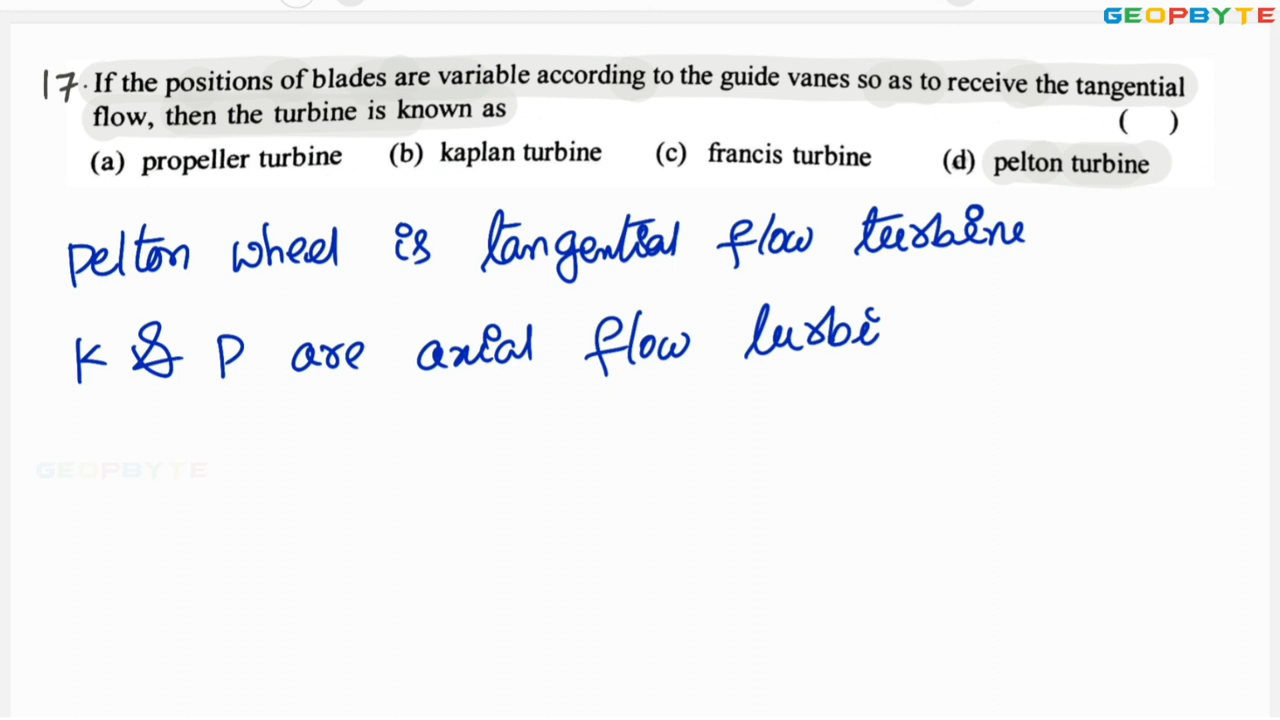 GEOPBYTE
17. If the positions of blades are variable according to the guide vanes so as to receive the tangential
flow, then the turbine is known as ( )
(a) propeller turbine (b) kaplan turbine (c) francis turbine (d) pelton turbine
pelton wheel is tangential flow turbine
K & P are axial flow turbi
GEOPBYTE